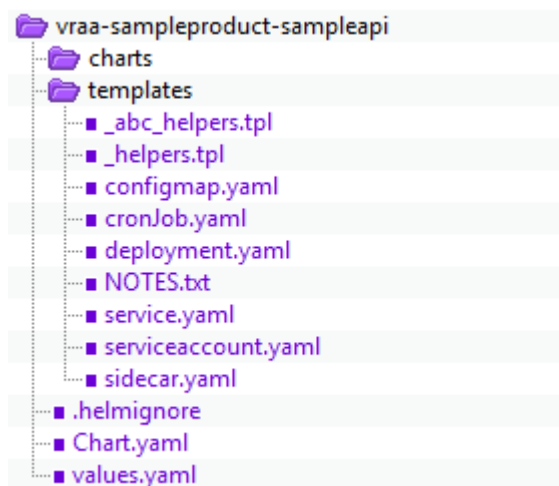 vraa-sampleproduct-sampleapi
charts
templates
_abc_helpers.tpl
_helpers.tpl
configmap.yaml
cronJob.yaml
deployment.yaml
NOTES.txt
service.yaml
serviceaccount.yaml
sidecar.yaml
.helmignore
Chart.yaml
values.yaml